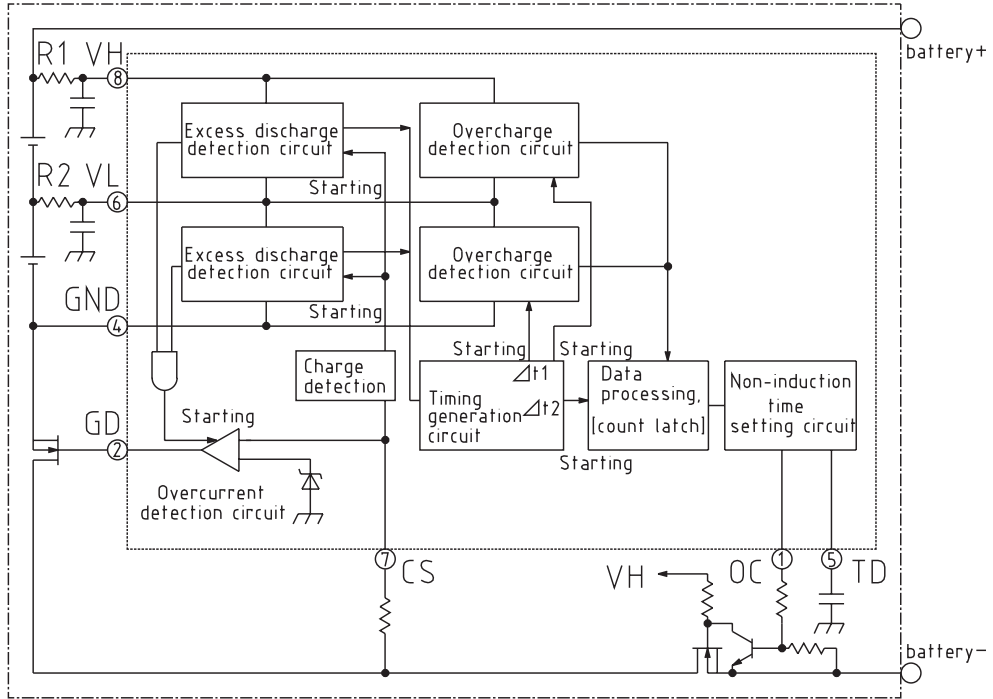 battery+
R1 VH
8
Excess discharge
detection circuit
Overcharge
detection circuit
R2 VL
6
Starting
Excess discharge
detection circuit
Overcharge
detection circuit
GND
4
Starting
Charge
detection
Starting
Starting
⊿t1
Timing
generation
circuit
⊿t2
Data
processing,
[count latch]
Non-induction
time
setting circuit
Starting
Starting
GD
2
Overcurrent
detection circuit
7
CS
VH
OC
1
5
TD
battery-